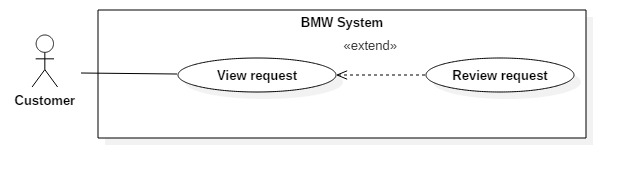 BMW System
«extend»
View request
Review request
Customer